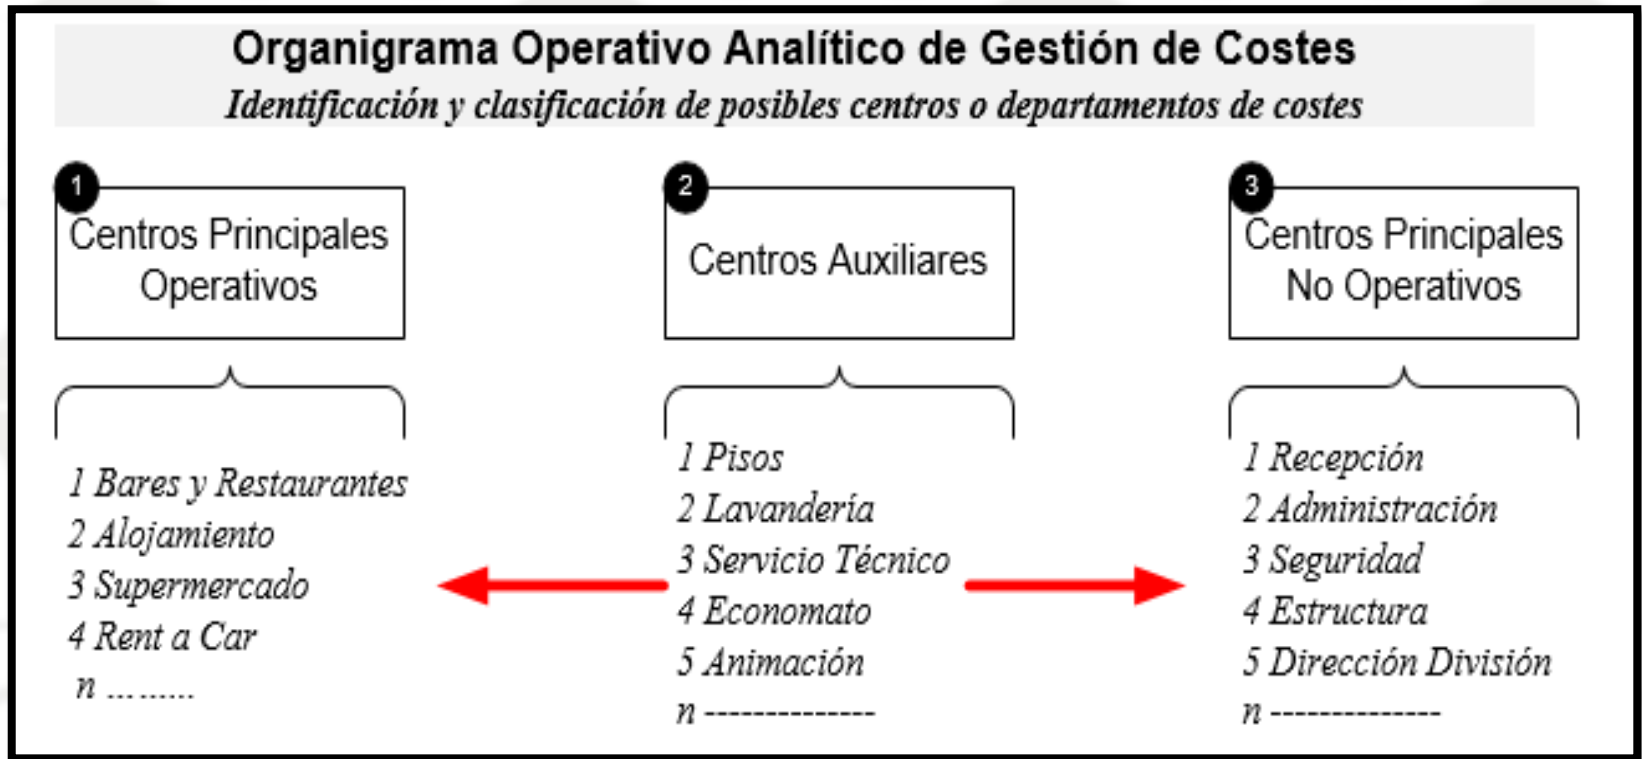 Organigrama Operativo Analítico de Gestión de Costes
Identificación y clasificación de posibles centros o departamentos de costes
1
Centros Principales
Operativos
1 Bares y Restaurantes
2 Alojamiento
3 Supermercado
4 Rent a Car
n .........
2
Centros Auxiliares
1 Pisos
2 Lavandería
3 Servicio Técnico
4 Economato
5 Animación
n --------------
3
Centros Principales
No Operativos
1 Recepción
2 Administración
3 Seguridad
4 Estructura
5 Dirección División
n --------------